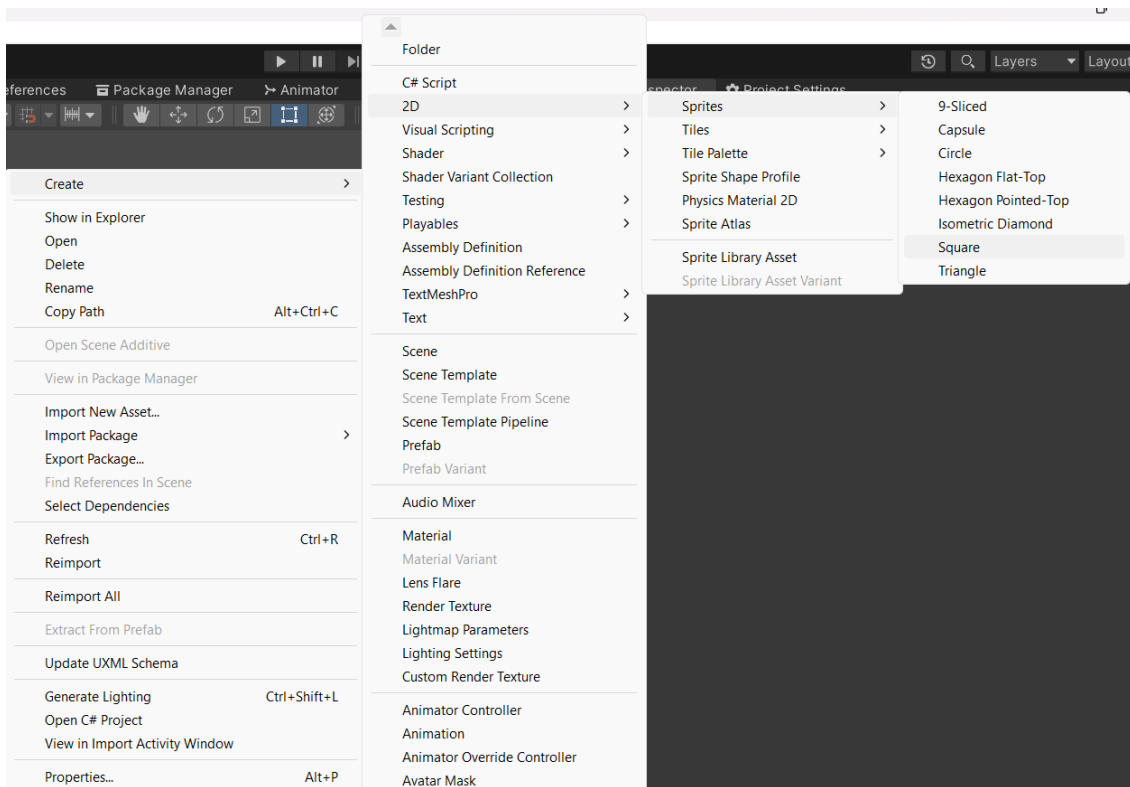 Layers
Layout
eferences
Package Manager
Animator
spector
Project Settings
Create
Show in Explorer
Open
Delete
Rename
Copy Path Alt+Ctrl+C
Open Scene Additive
View in Package Manager
Import New Asset...
Import Package
Export Package...
Find References In Scene
Select Dependencies
Refresh Ctrl+R
Reimport
Reimport All
Extract From Prefab
Update UXML Schema
Generate Lighting Ctrl+Shift+L
Open C# Project
View in Import Activity Window
Properties... Alt+P
Folder
C# Script
2D
Visual Scripting
Shader
Shader Variant Collection
Testing
Playables
Assembly Definition
Assembly Definition Reference
TextMeshPro
Text
Scene
Scene Template
Scene Template From Scene
Scene Template Pipeline
Prefab
Prefab Variant
Audio Mixer
Material
Material Variant
Lens Flare
Render Texture
Lightmap Parameters
Lighting Settings
Custom Render Texture
Animator Controller
Animation
Animator Override Controller
Avatar Mask
Sprites
Tiles
Tile Palette
Sprite Shape Profile
Physics Material 2D
Sprite Atlas
Sprite Library Asset
Sprite Library Asset Variant
9-Sliced
Capsule
Circle
Hexagon Flat-Top
Hexagon Pointed-Top
Isometric Diamond
Square
Triangle